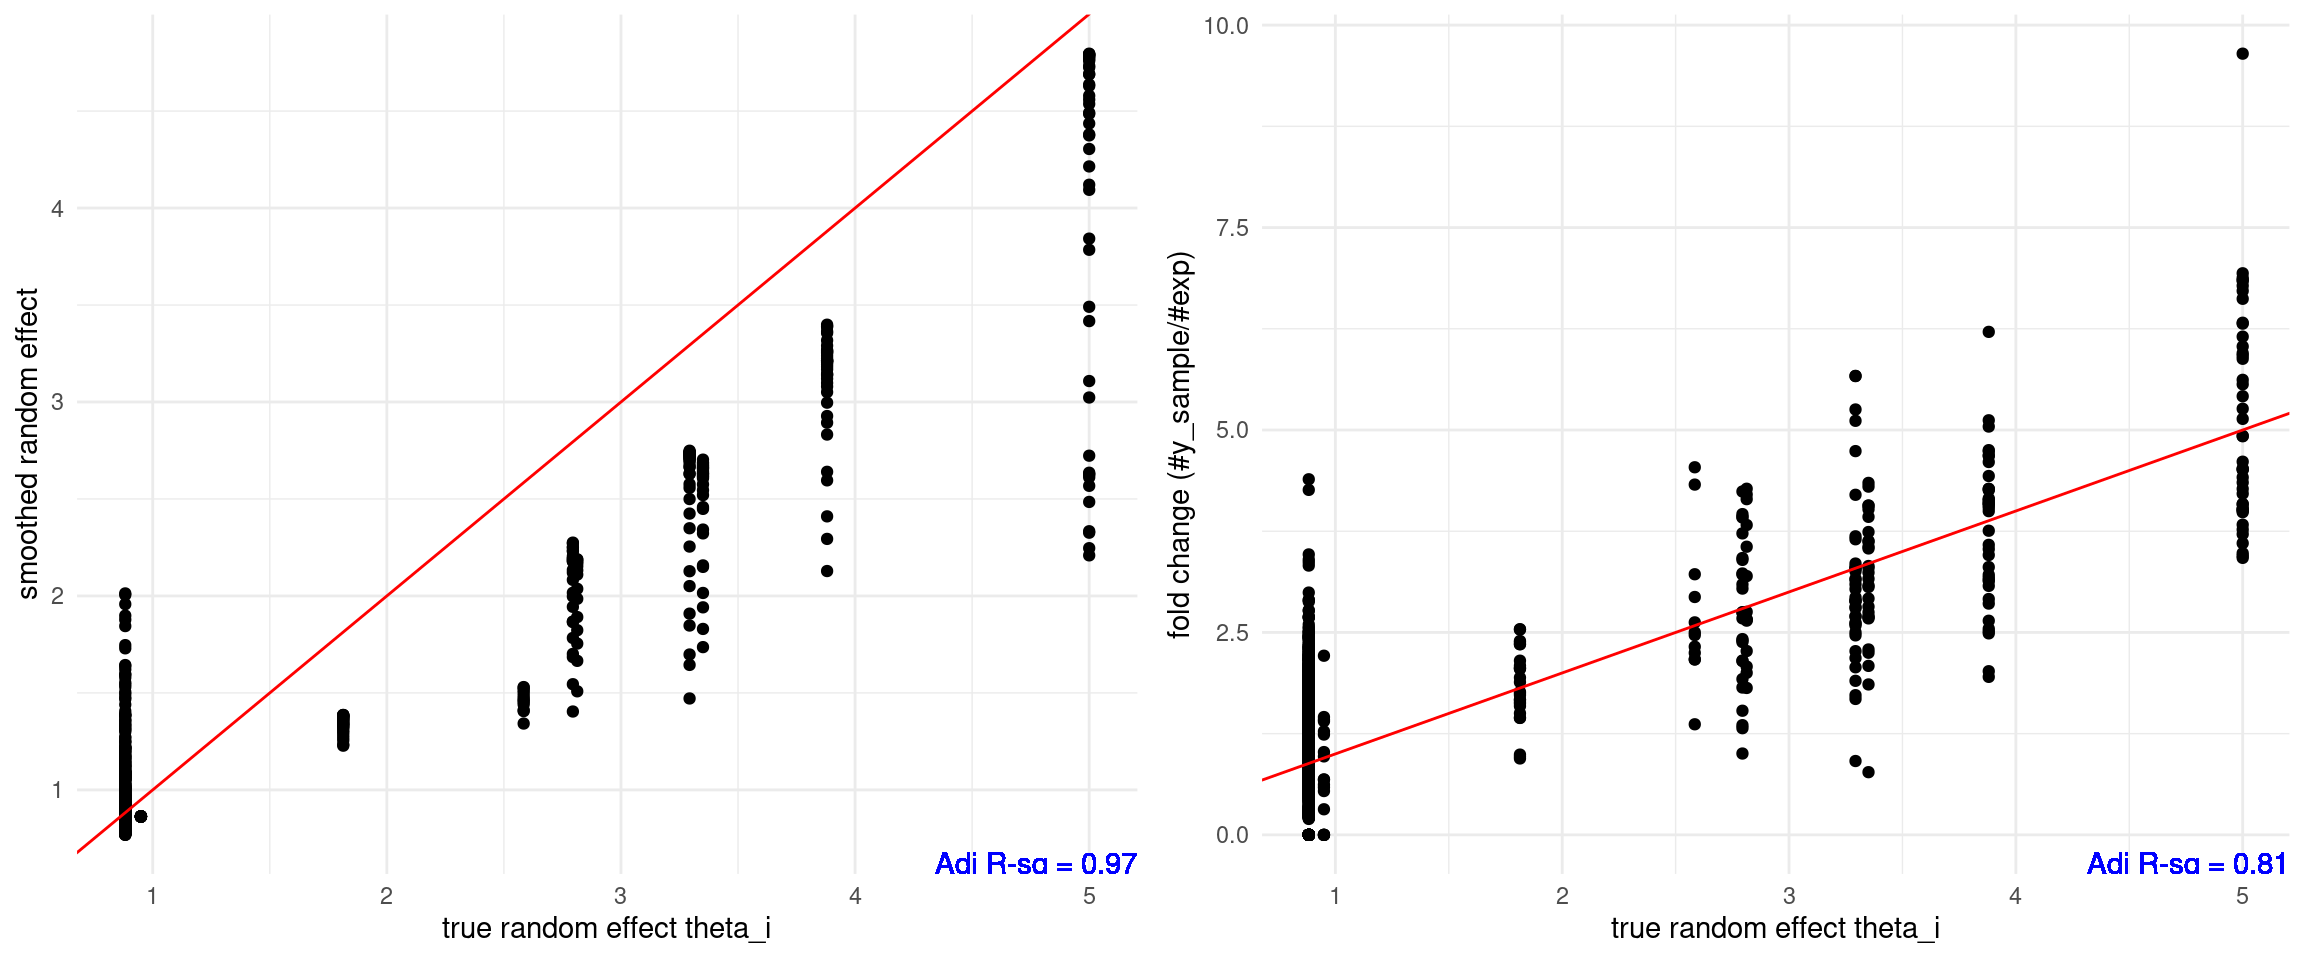 smoothed random effect
4
3
2
1
Adj R-sq = 0.97
1 2 3 4 5
true random effect theta_i
fold change (#y_sample/#exp)
10.0
7.5
5.0
2.5
0.0
Adj R-sq = 0.81
1 2 3 4 5
true random effect theta_i